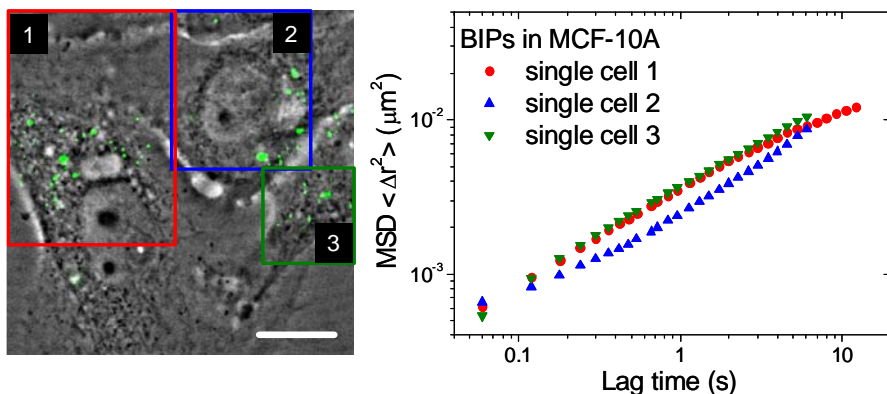 1
2
3
BIPs in MCF-10A
single cell 1
single cell 2
single cell 3
MSD <Δr²> (μm²)
10⁻²
10⁻³
0.1
1
10
Lag time (s)